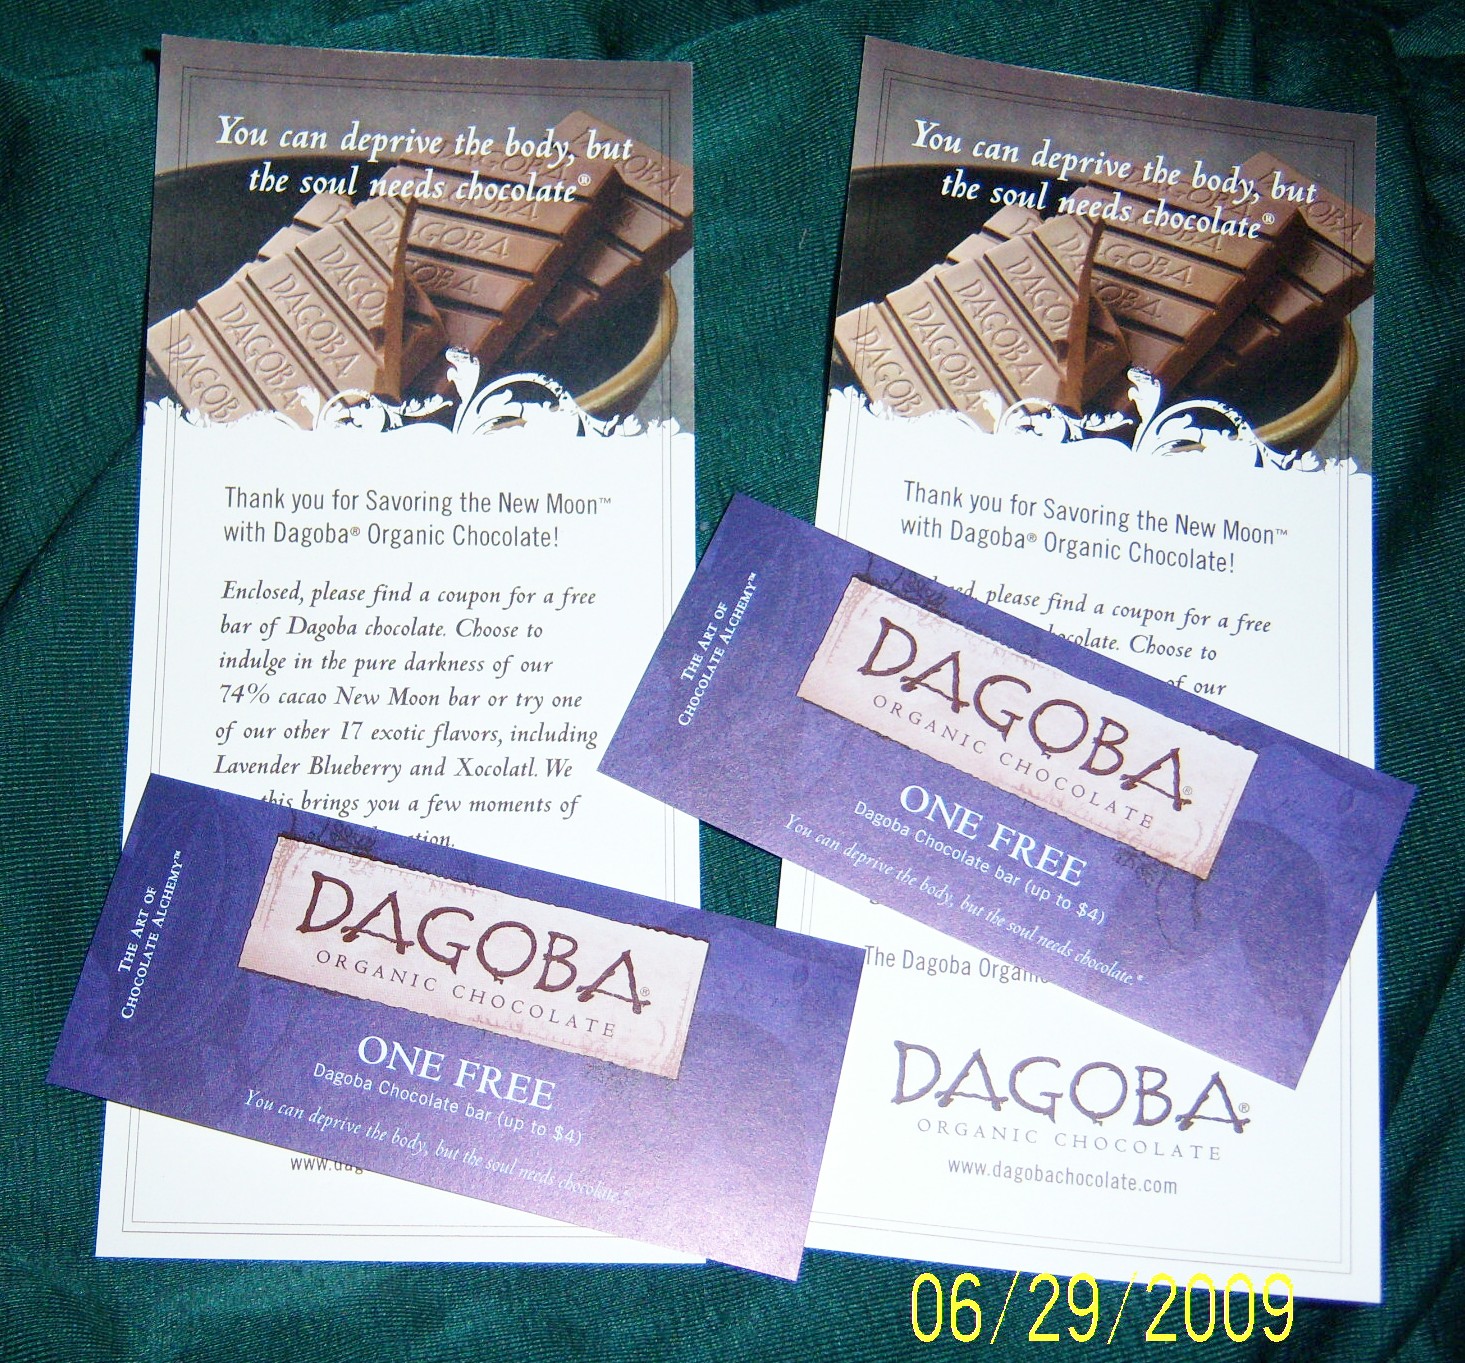 You can deprive the body, but
the soul needs chocolate®
DAGOBA
DAGOBA
DAGOBA
Thank you for Savoring the New Moon™
with Dagoba® Organic Chocolate!
Enclosed, please find a coupon for a free
bar of Dagoba chocolate. Choose to
indulge in the pure darkness of our
74% cacao New Moon bar or try one
of our other 17 exotic flavors, including
Lavender Blueberry and Xocolatl. We
this brings you a few moments of
THE ART OF
CHOCOLATE ALCHEMY™
DAGOBA®
ORGANIC CHOCOLATE
ONE FREE
Dagoba Chocolate bar (up to $4)
You can deprive the body, but the soul needs chocolate.
You can deprive the body, but
the soul needs chocolate®
DAGOBA
DAGOBA
DAGOBA
Thank you for Savoring the New Moon™
with Dagoba® Organic Chocolate!
please find a coupon for a free
chocolate. Choose to
of our
THE ART OF
CHOCOLATE ALCHEMY™
DAGOBA®
ORGANIC CHOCOLATE
ONE FREE
Dagoba Chocolate bar (up to $4)
You can deprive the body, but the soul needs chocolate.®
The Dagoba Organic
DAGOBA®
ORGANIC CHOCOLATE
www.dagobachocolate.com
06/29/2009